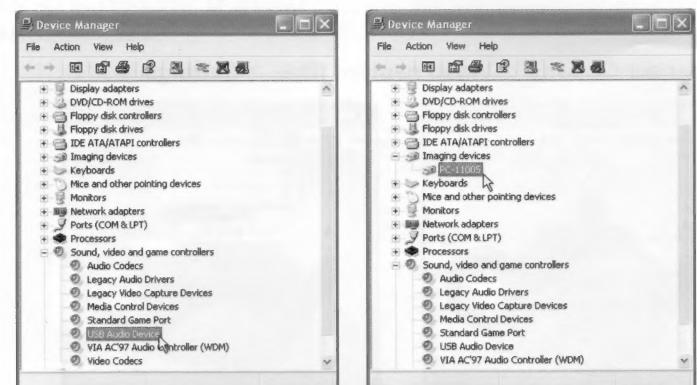 Device Manager
File Action View Help
Display adapters
DVD/CD-ROM drives
Floppy disk controllers
Floppy disk drives
IDE ATA/ATAPI controllers
Imaging devices
Keyboards
Mice and other pointing devices
Monitors
Network adapters
Ports (COM & LPT)
Processors
Sound, video and game controllers
Audio Codecs
Legacy Audio Drivers
Legacy Video Capture Devices
Media Control Devices
Standard Game Port
USB Audio Device
VIA AC'97 Audio Controller (WDM)
Video Codecs
Device Manager
File Action View Help
Display adapters
DVD/CD-ROM drives
Floppy disk controllers
Floppy disk drives
IDE ATA/ATAPI controllers
Imaging devices
PC-11005
Keyboards
Mice and other pointing devices
Monitors
Network adapters
Ports (COM & LPT)
Processors
Sound, video and game controllers
Audio Codecs
Legacy Audio Drivers
Legacy Video Capture Devices
Media Control Devices
Standard Game Port
USB Audio Device
VIA AC'97 Audio Controller (WDM)